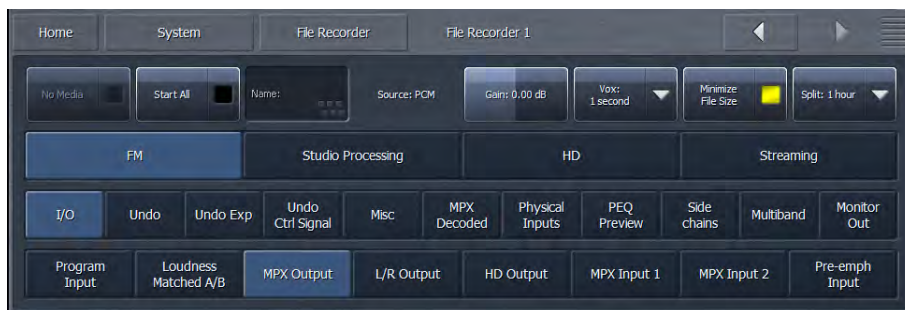 Home System File Recorder File Recorder 1
No Media Start All Name: Source: PCM Gain: 0.00 dB Vox: 1 second Minimize File Size Split: 1 hour
FM Studio Processing HD Streaming
I/O Undo Undo Exp Undo Ctrl Signal Misc MPX Decoded Physical Inputs PEQ Preview Side chains Multiband Monitor Out
Program Input Loudness Matched A/B MPX Output L/R Output HD Output MPX Input 1 MPX Input 2 Pre-emph Input